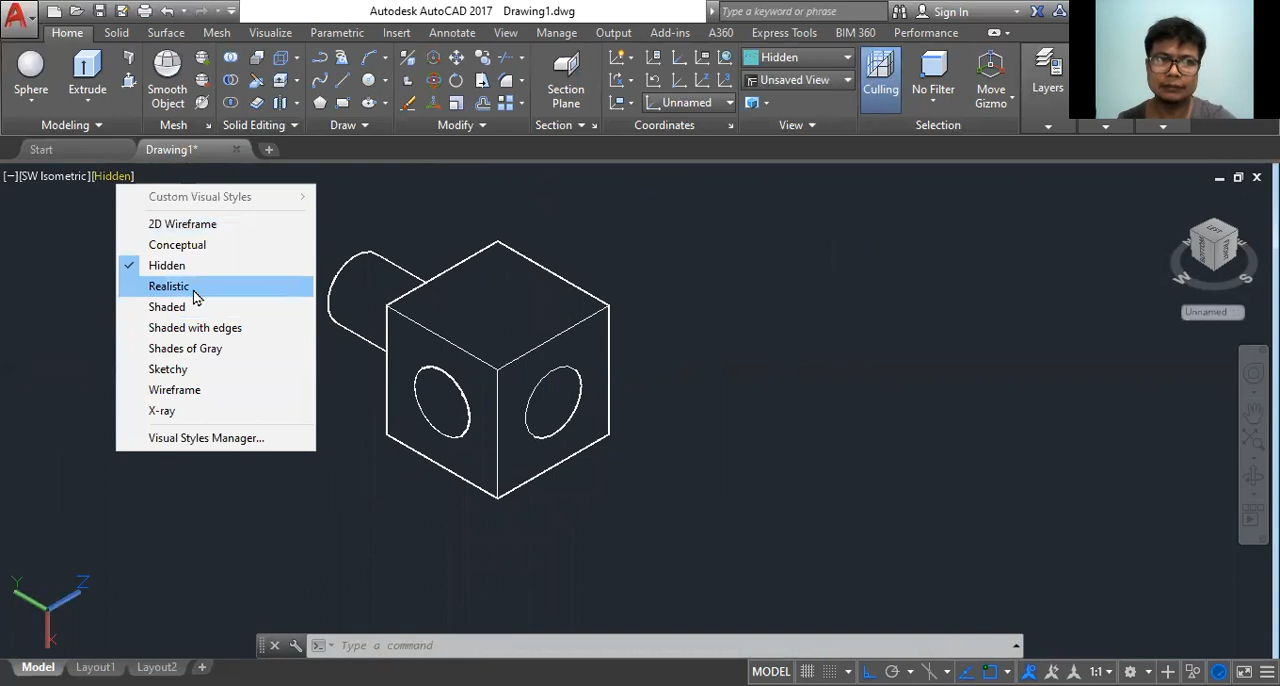 Autodesk AutoCAD 2017 Drawing1.dwg
Type a keyword or phrase
Sign In
Home Solid Surface Mesh Visualize Parametric Insert Annotate View Manage Output Add-ins A360 Express Tools BIM 360 Performance
Sphere
Extrude
Smooth Object
Section Plane
Hidden
Unsaved View
Unnamed
Culling
No Filter
Move Gizmo
Layers
Modeling
Mesh
Solid Editing
Draw
Modify
Section
Coordinates
View
Selection
Start
Drawing1*
[−][SW Isometric][Hidden]
Custom Visual Styles
2D Wireframe
Conceptual
Hidden
Realistic
Shaded
Shaded with edges
Shades of Gray
Sketchy
Wireframe
X-ray
Visual Styles Manager...
LEFT
W
S
Unnamed
Y
Z
X
Type a command
Model
Layout1
Layout2
MODEL
1:1